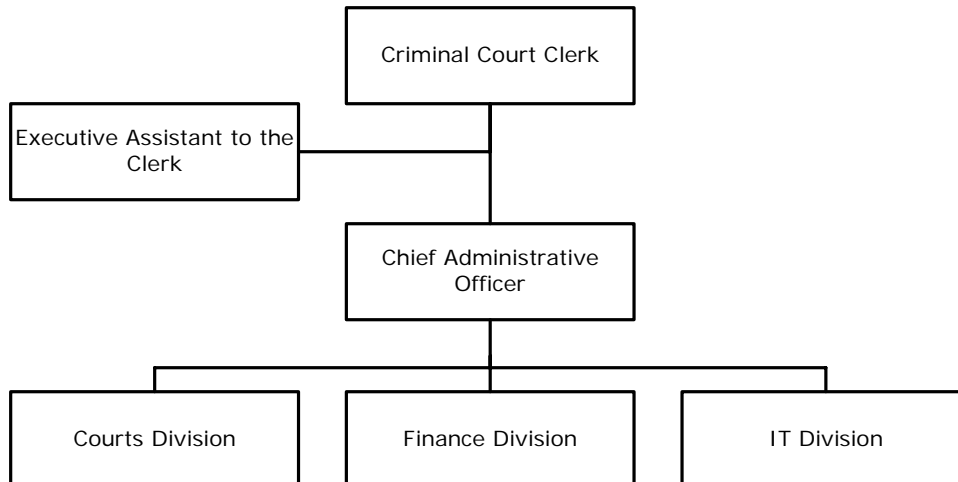 Criminal Court Clerk
Executive Assistant to the
Clerk
Chief Administrative
Officer
Courts Division
Finance Division
IT Division